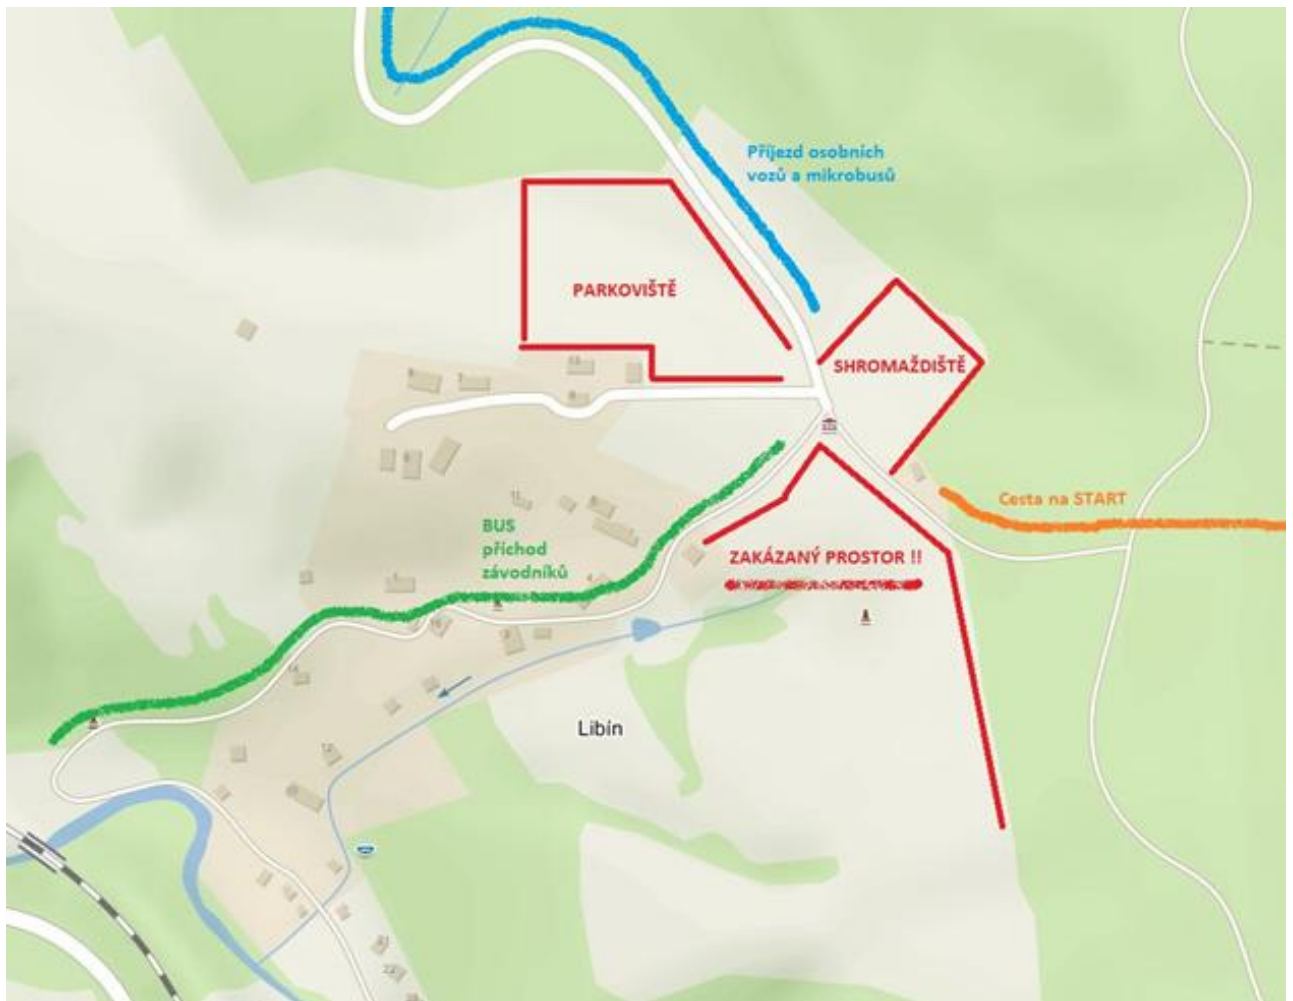 Příjezd osobních
vozů a mikrobusů
PARKOVIŠTĚ
SHROMAŽDIŠTĚ
Cesta na START
BUS
příchod
závodníků
ZAKÁZANÝ PROSTOR !!
Libín